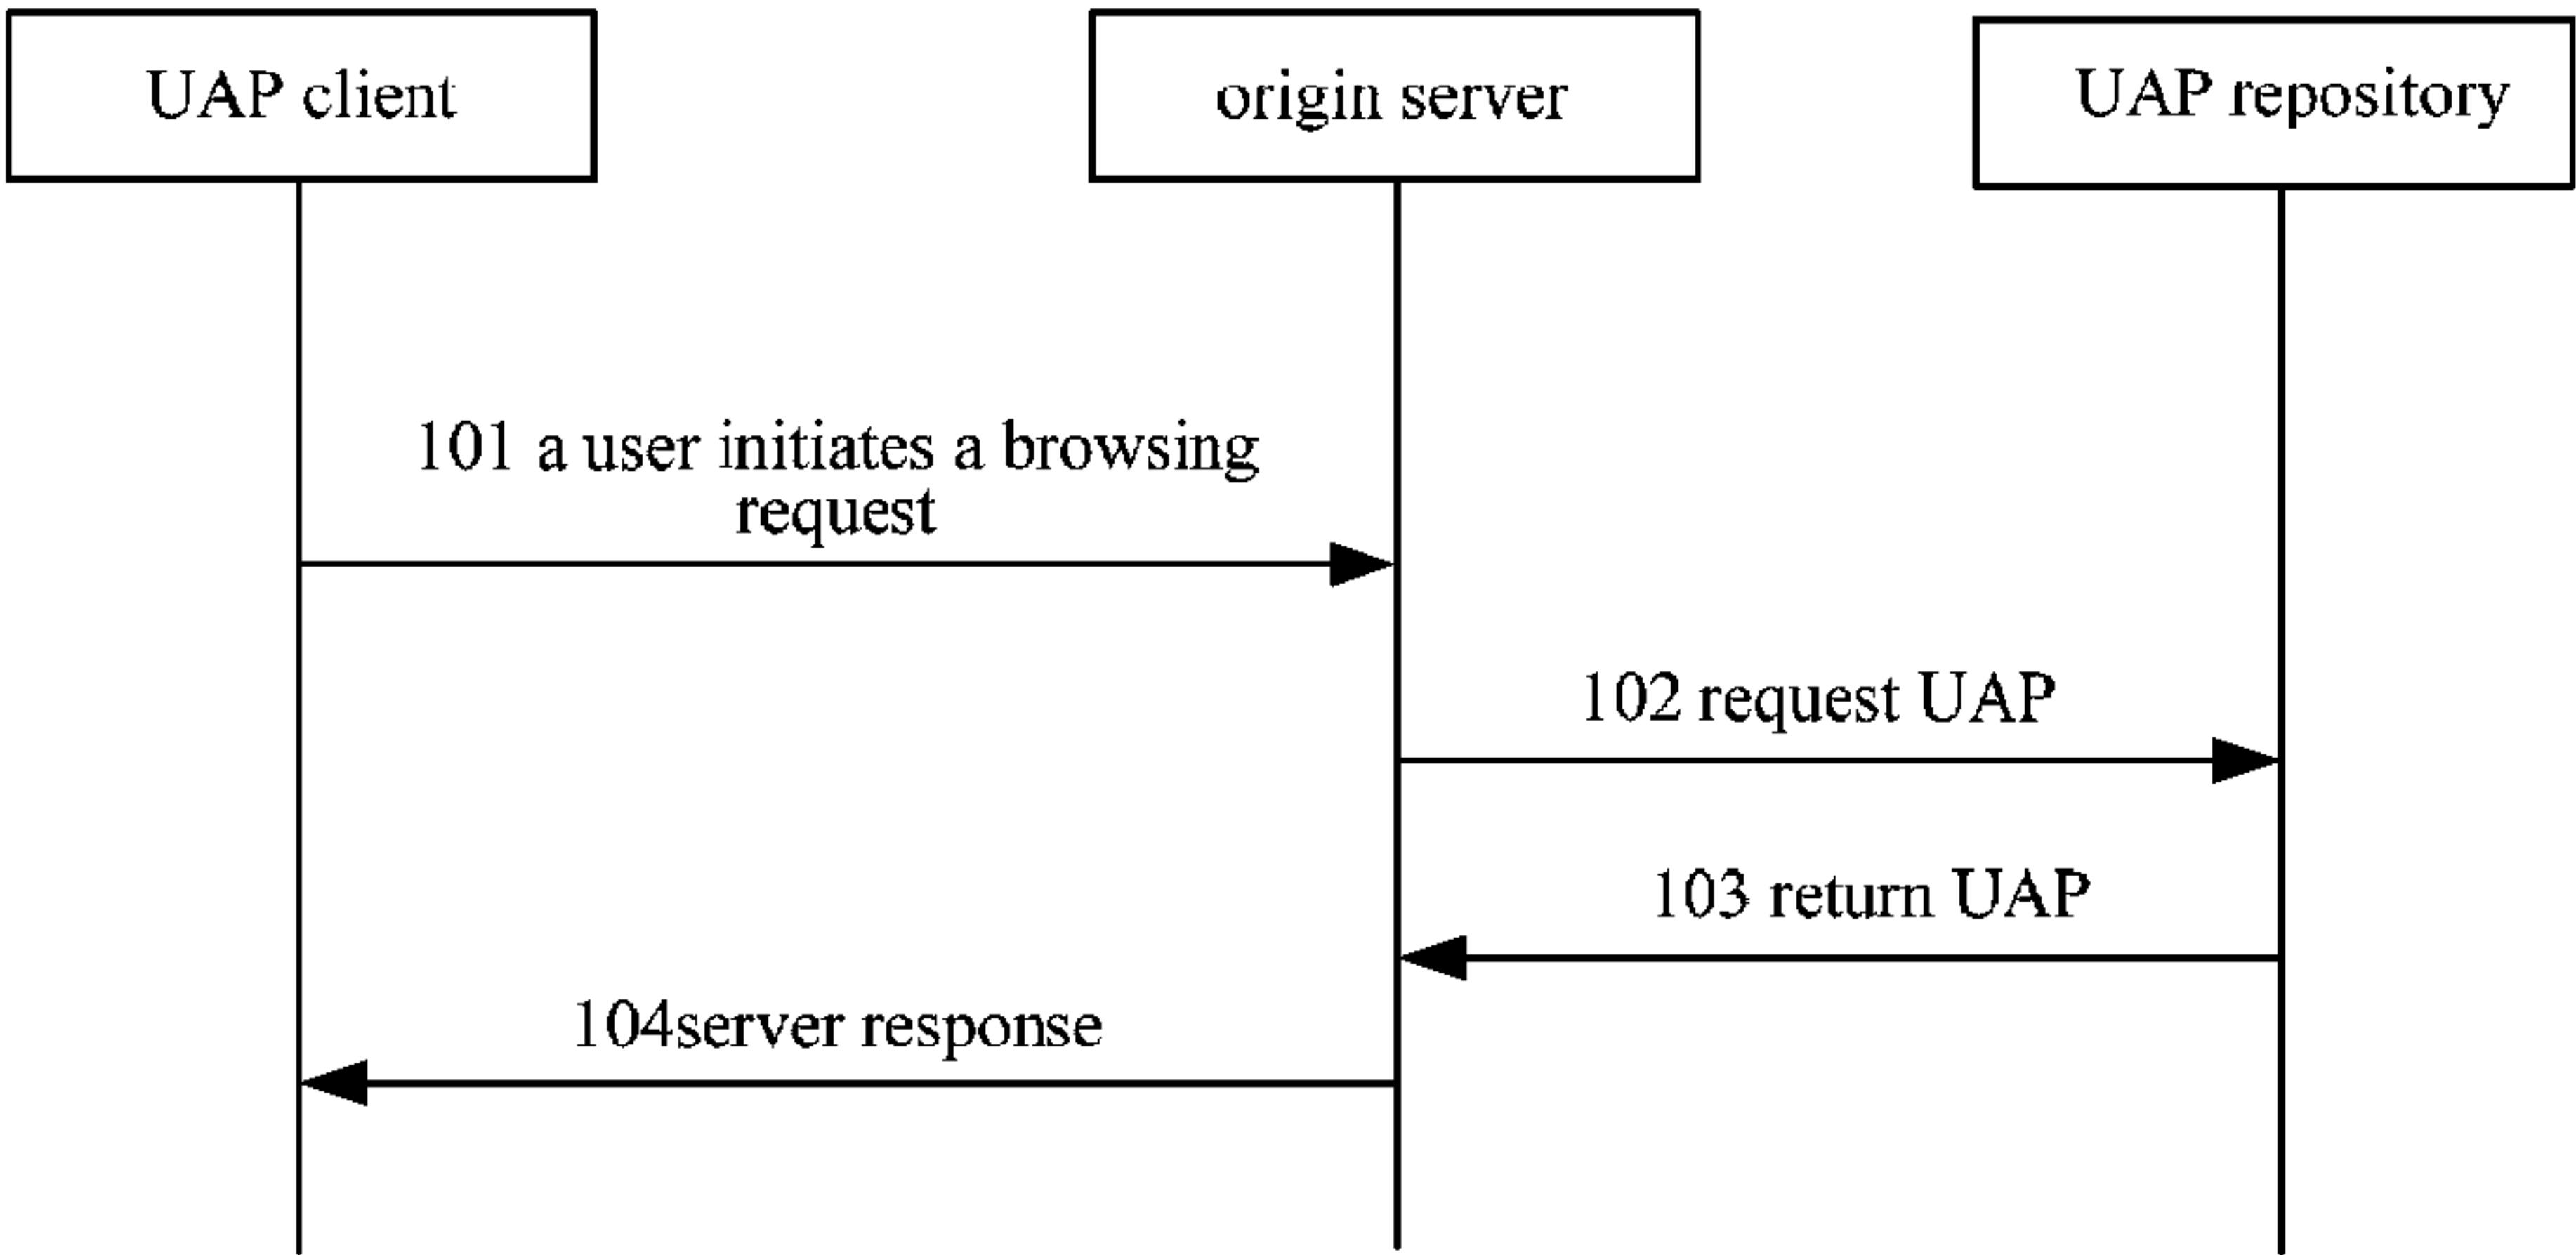 UAP client
origin server
UAP repository
101 a user initiates a browsing
request
102 request UAP
103 return UAP
104server response